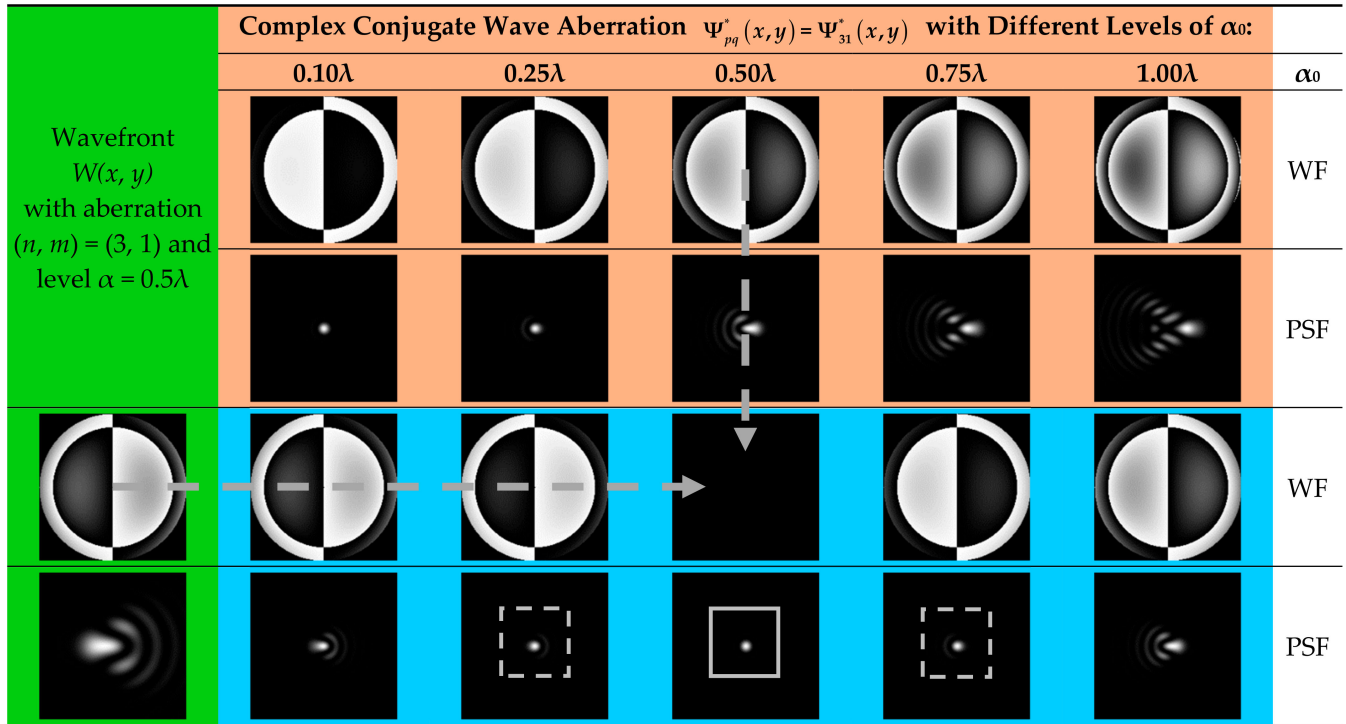 Complex Conjugate Wave Aberration Ψ*pq(x,y) = Ψ*31(x,y) with Different Levels of α0:
0.10λ 0.25λ 0.50λ 0.75λ 1.00λ α0
Wavefront
W(x, y)
with aberration
(n, m) = (3, 1) and
level α = 0.5λ
WF
PSF
WF
PSF